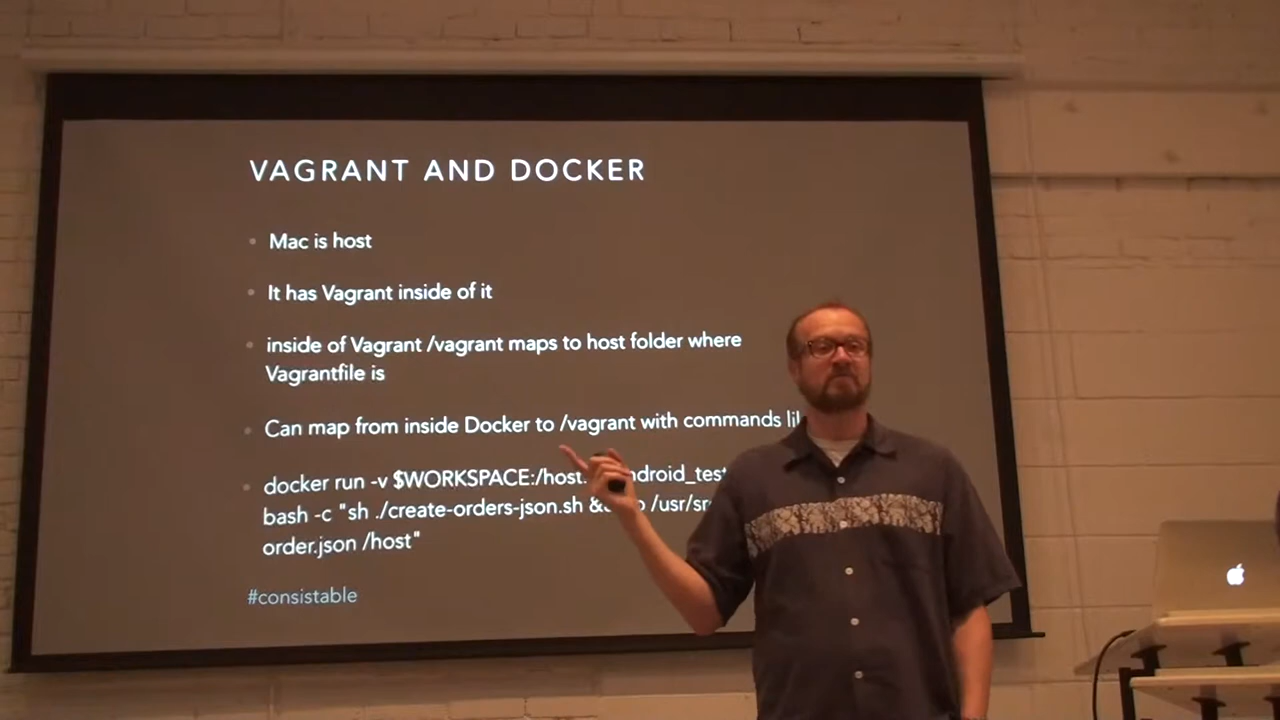 VAGRANT AND DOCKER
Mac is host
It has Vagrant inside of it
inside of Vagrant /vagrant maps to host folder where
Vagrantfile is
Can map from inside Docker to /vagrant with commands
docker run -v $WORKSPACE:/host
bash -c "sh ./create-orders-json.sh
order.json /host"
#consistable